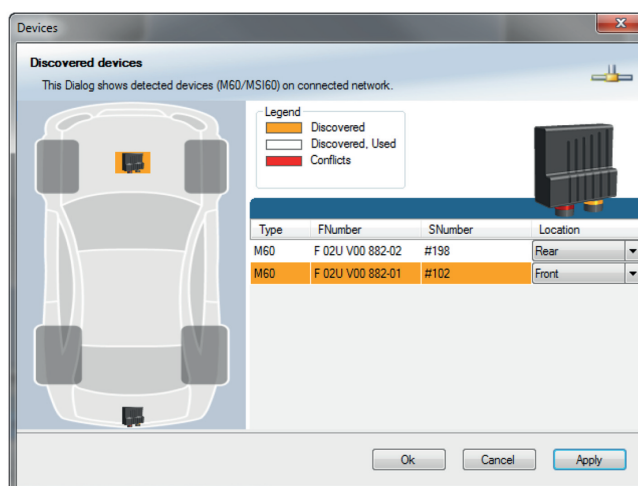 Devices
Discovered devices
This Dialog shows detected devices (M60/MSI60) on connected network.
Legend
Discovered
Discovered, Used
Conflicts
Type FNumber SNumber Location
M60 F 02U V00 882-02 #198 Rear
M60 F 02U V00 882-01 #102 Front
Ok Cancel Apply